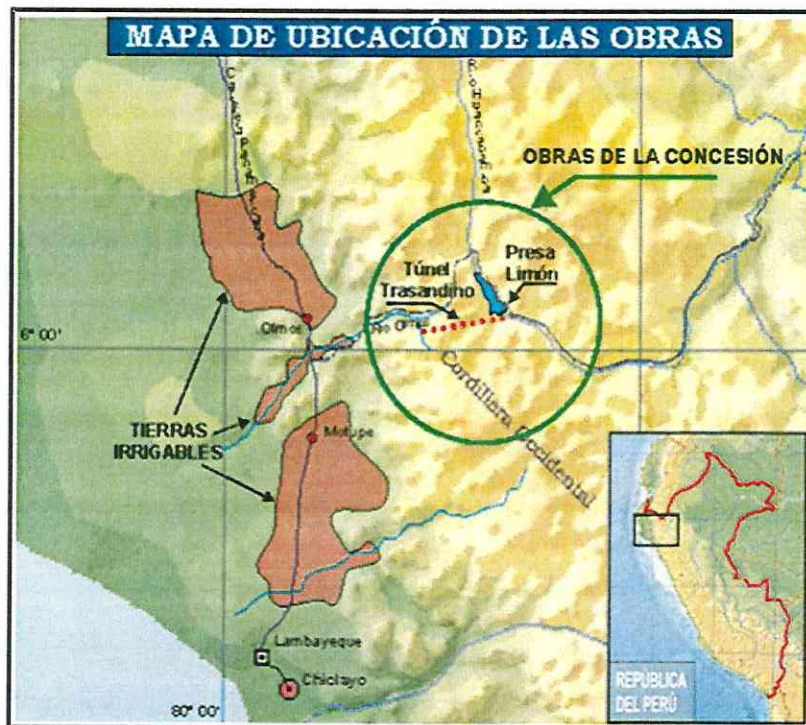 MAPA DE UBICACIÓN DE LAS OBRAS
OBRAS DE LA CONCESIÓN
Túnel
Trasandino
Presa
Limón
Olmos
6° 00'
Cordillera Occidental
TIERRAS
IRRIGABLES
Motupe
Lambayeque
Chiclayo
80° 00'
REPÚBLICA
DEL PERÚ